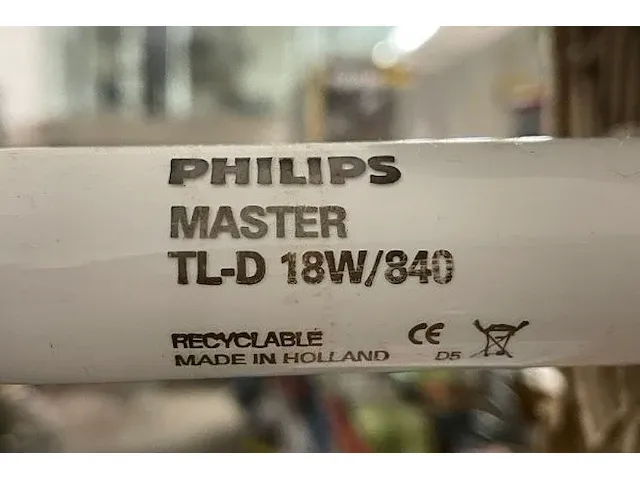 PHILIPS
MASTER
TL-D 18W/840
RECYCLABLE CE
MADE IN HOLLAND D5